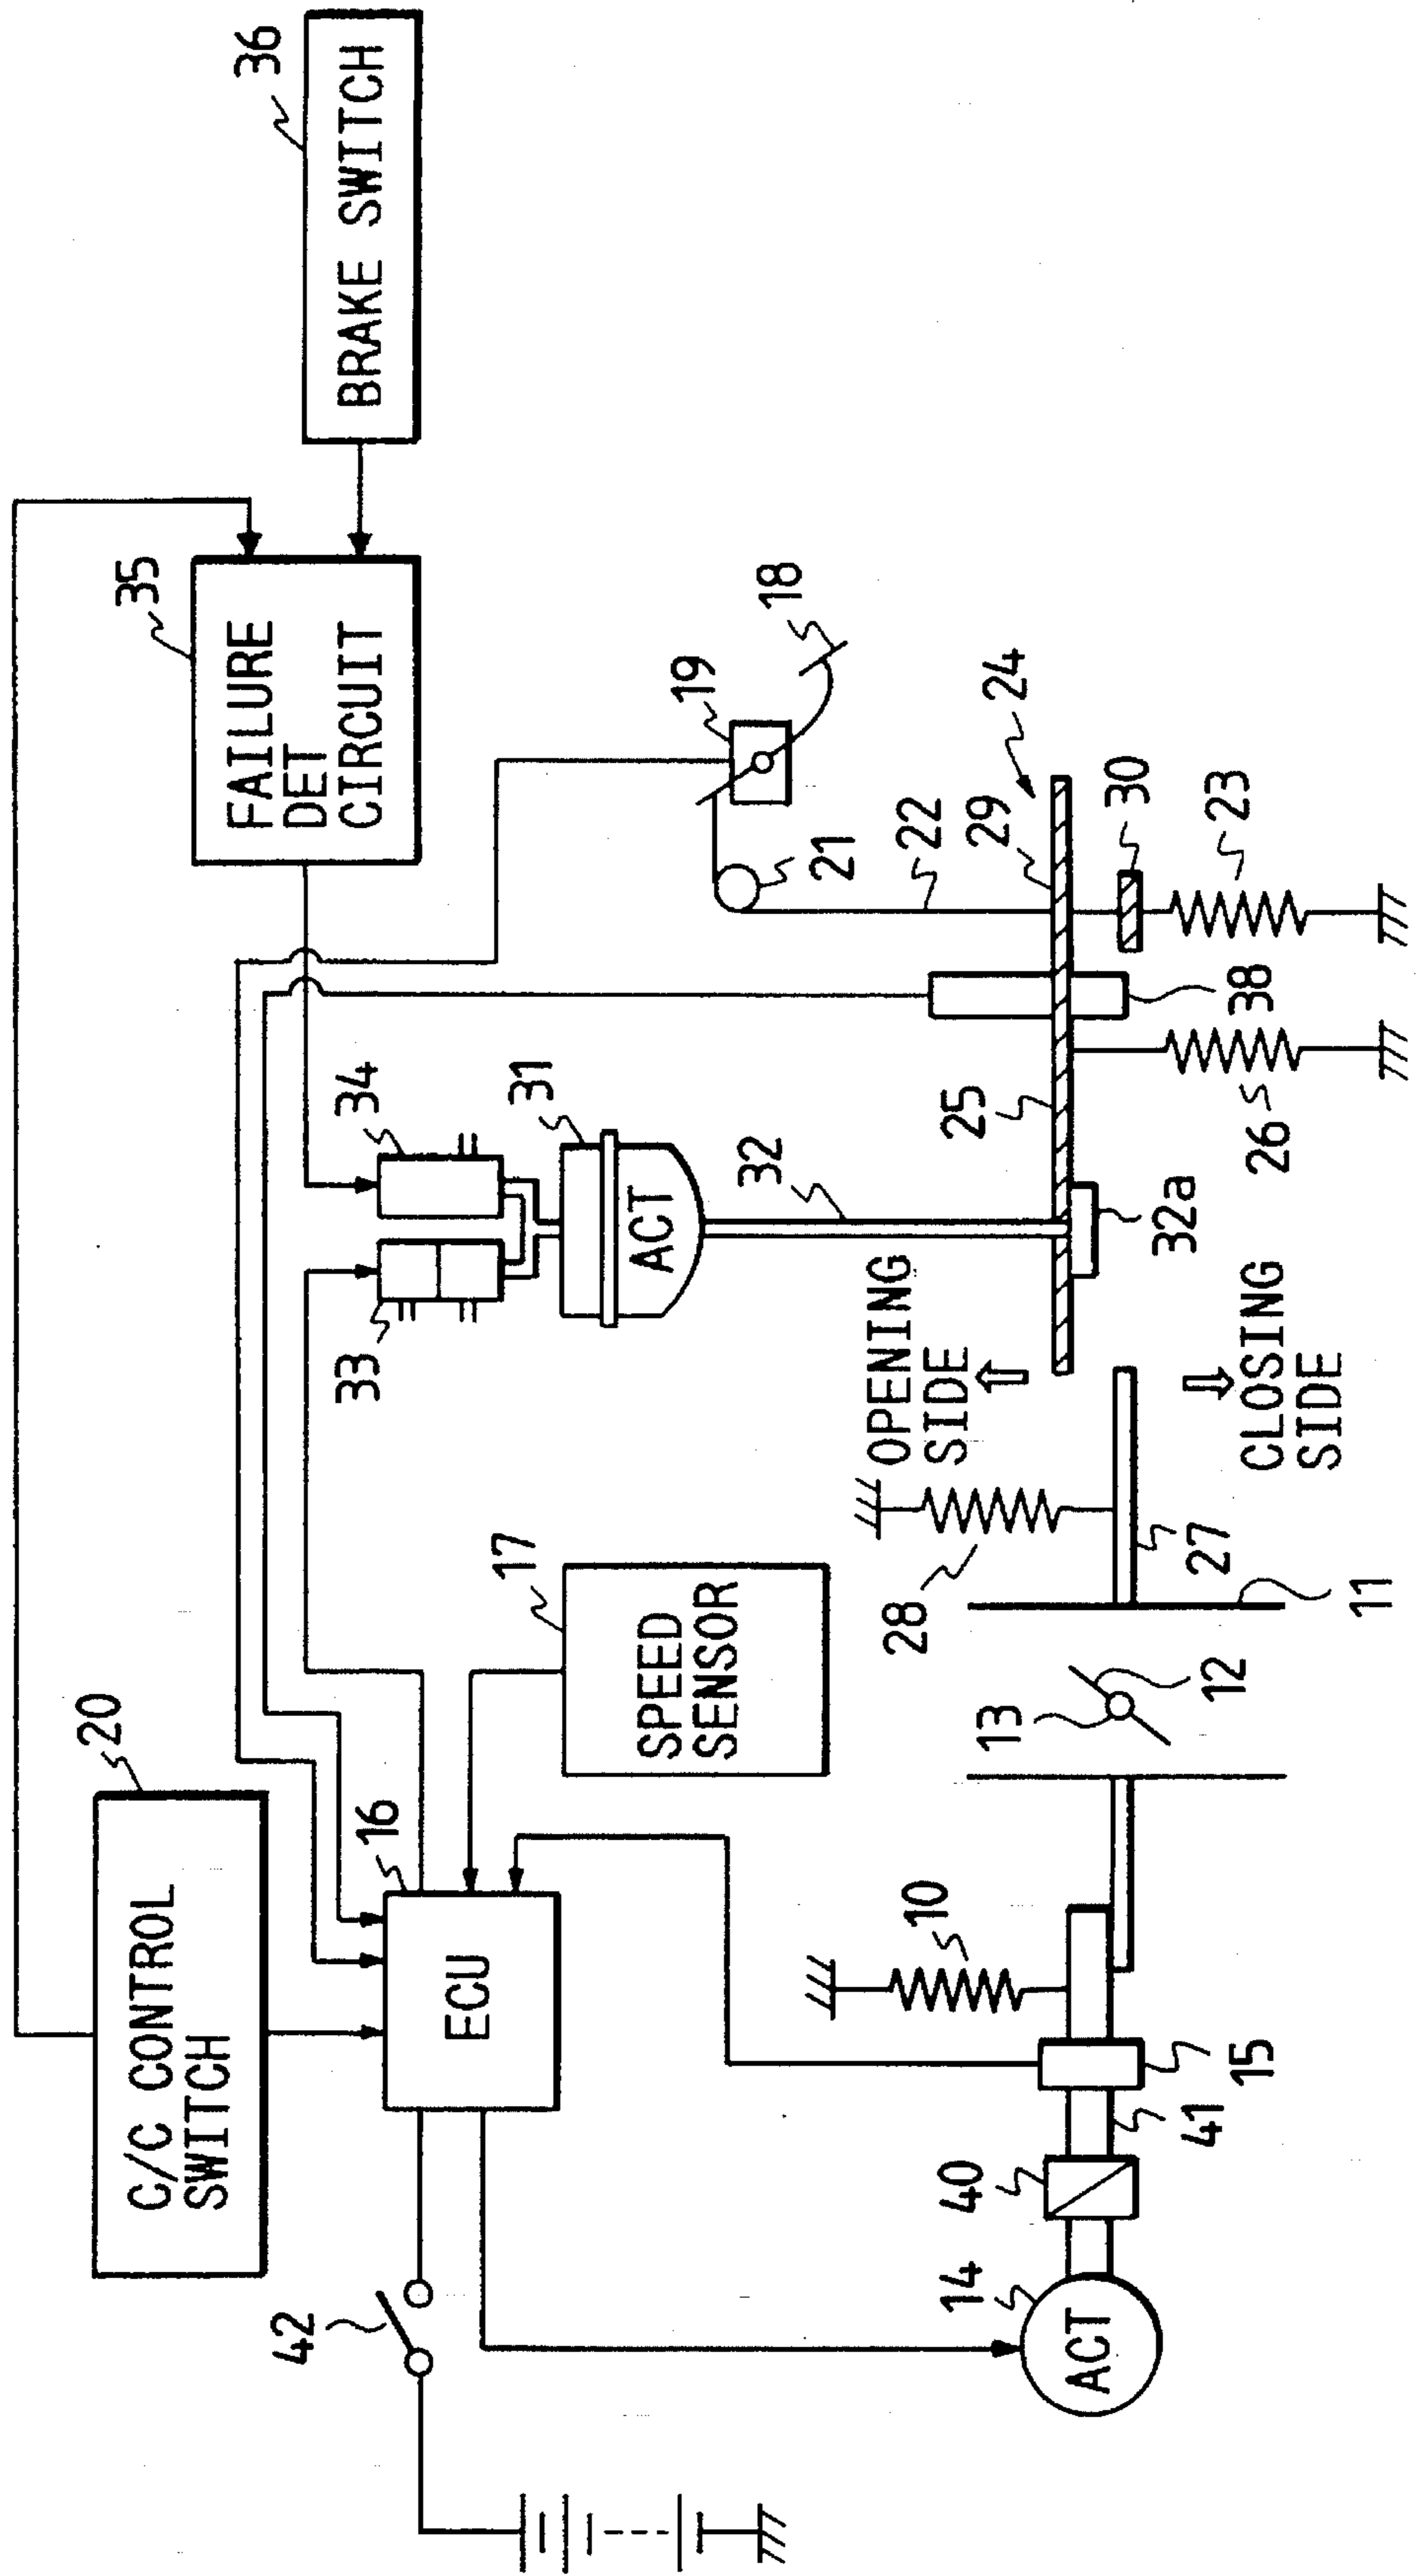 36
BRAKE SWITCH
35
FAILURE
DET
CIRCUIT
20
C/C CONTROL
SWITCH
34
33
31
ACT
19
18
21
22
24
29
30
23
38
25
26
32
32a
OPENING
SIDE
CLOSING
SIDE
17
SPEED
SENSOR
16
ECU
28
27
11
12
13
10
15
41
40
14
ACT
42